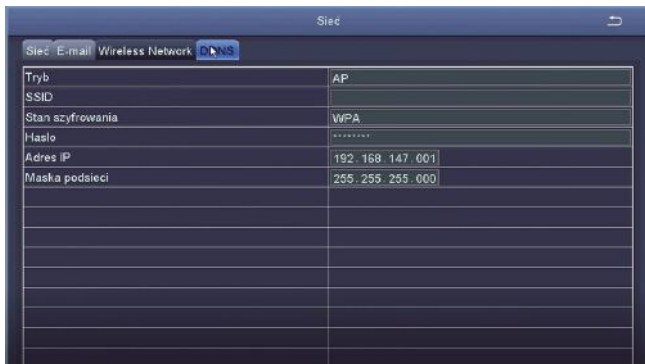 Sieć
Sieć E-mail Wireless Network DDNS
Tryb AP
SSID
Stan szyfrowania WPA
Hasło ********
Adres IP 192.168.147.001
Maska podsieci 255.255.255.000